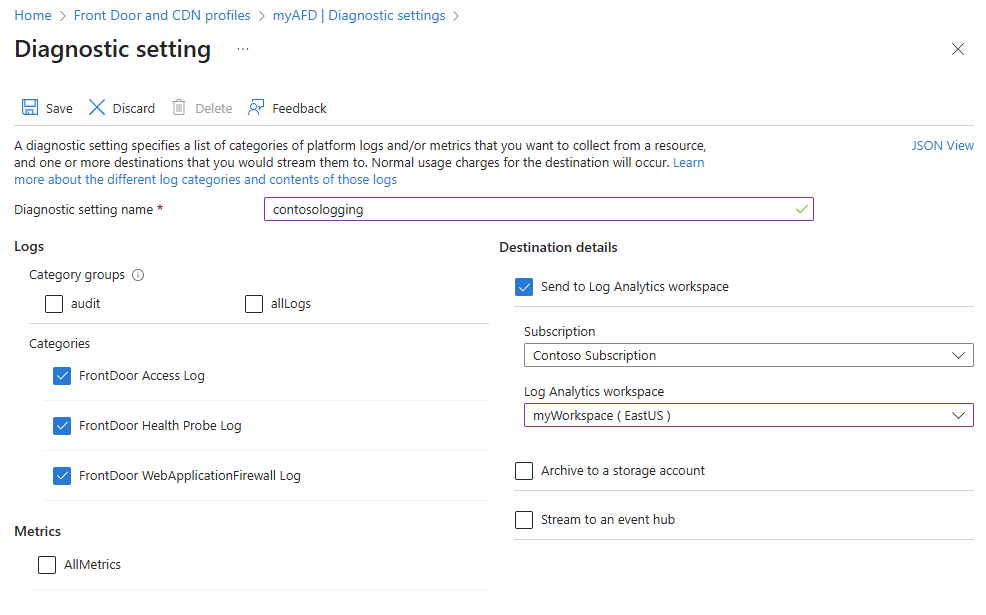 Home > Front Door and CDN profiles > myAFD | Diagnostic settings >
Diagnostic setting ...
Save Discard Delete Feedback
A diagnostic setting specifies a list of categories of platform logs and/or metrics that you want to collect from a resource,
and one or more destinations that you would stream them to. Normal usage charges for the destination will occur. Learn
more about the different log categories and contents of those logs
JSON View
Diagnostic setting name *
contosologging
Logs
Category groups
audit
allLogs
Categories
FrontDoor Access Log
FrontDoor Health Probe Log
FrontDoor WebApplicationFirewall Log
Metrics
AllMetrics
Destination details
Send to Log Analytics workspace
Subscription
Contoso Subscription
Log Analytics workspace
myWorkspace ( EastUS )
Archive to a storage account
Stream to an event hub